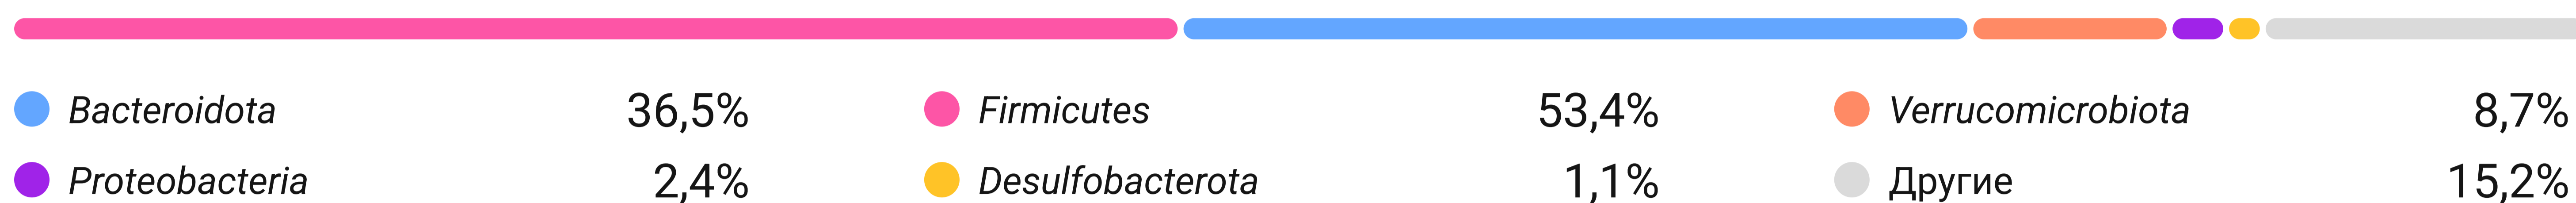 Bacteroidota 36,5% Firmicutes 53,4% Verrucomicrobiota 8,7%
Proteobacteria 2,4% Desulfobacterota 1,1% Другие 15,2%